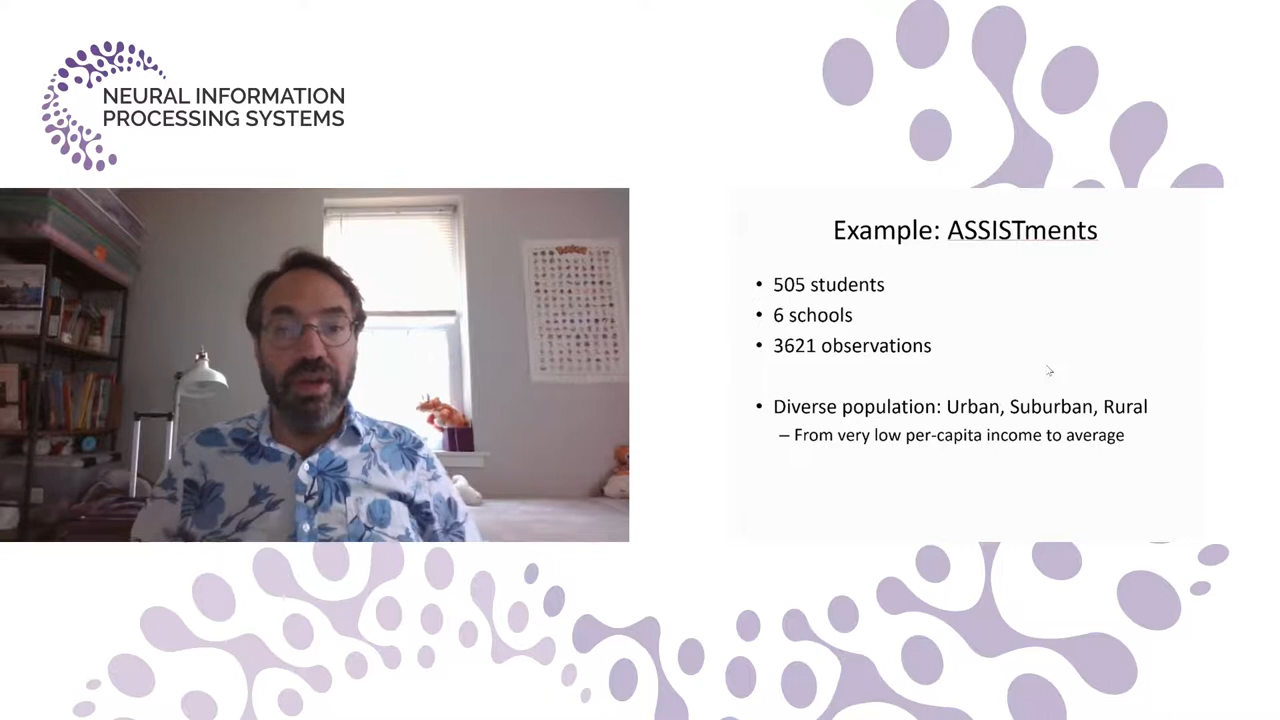 NEURAL INFORMATION
PROCESSING SYSTEMS
Pokémon
Example: ASSISTments
• 505 students
• 6 schools
• 3621 observations
• Diverse population: Urban, Suburban, Rural
– From very low per-capita income to average